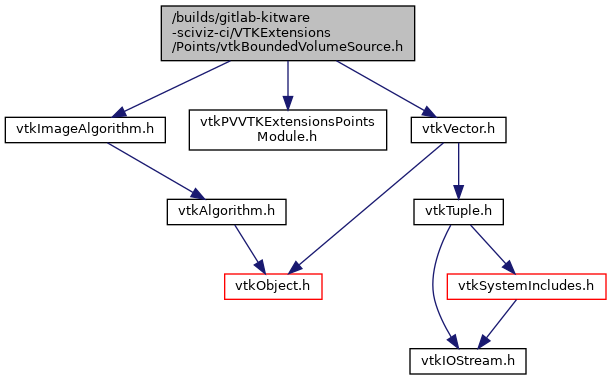 /builds/gitlab-kitware
-sciviz-ci/VTKExtensions
/Points/vtkBoundedVolumeSource.h
vtkImageAlgorithm.h
vtkPVVTKExtensionsPoints
Module.h
vtkVector.h
vtkAlgorithm.h
vtkTuple.h
vtkObject.h
vtkSystemIncludes.h
vtkIOStream.h